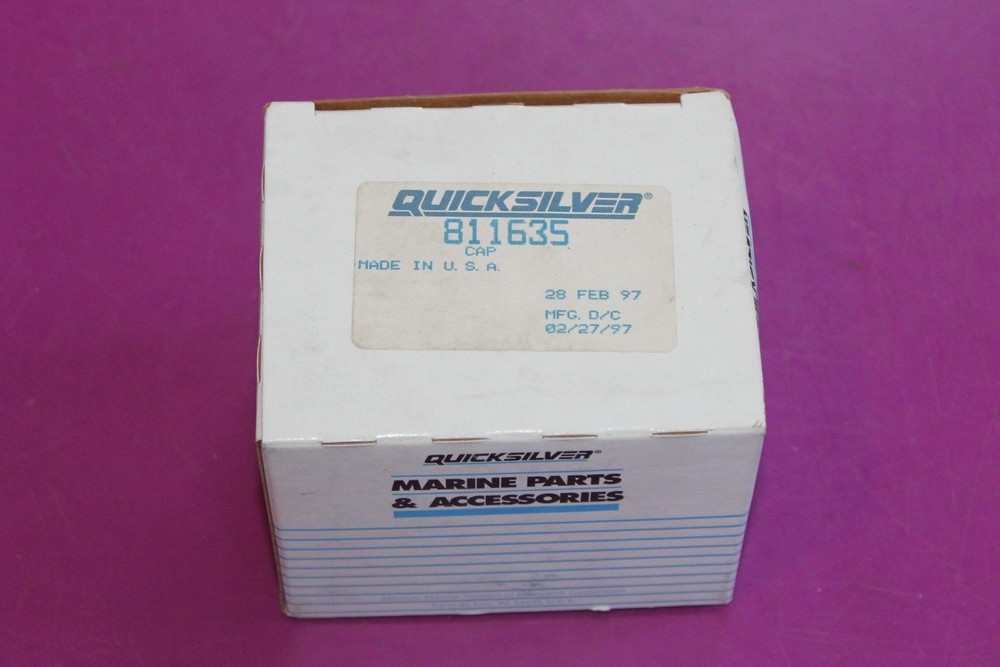 QUICKSILVER®
811635
CAP
MADE IN U.S.A.
28 FEB 97
MFG. D/C
02/27/97
QUICKSILVER®
MARINE PARTS
& ACCESSORIES